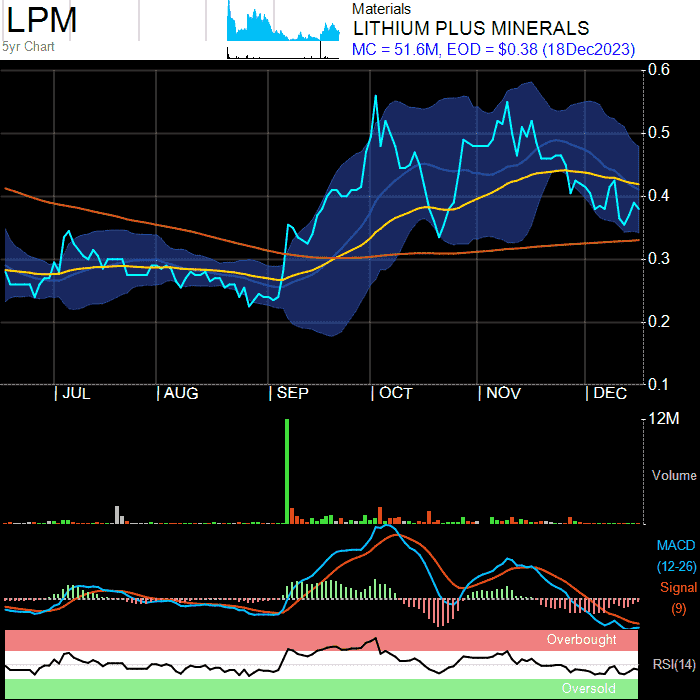 LPM
5yr Chart
Materials
LITHIUM PLUS MINERALS
MC = 51.6M, EOD = $0.38 (18Dec2023)
0.6
0.5
0.4
0.3
0.2
0.1
JUL AUG SEP OCT NOV DEC
12M
Volume
MACD
(12-26)
Signal
(9)
Overbought
RSI(14)
Oversold